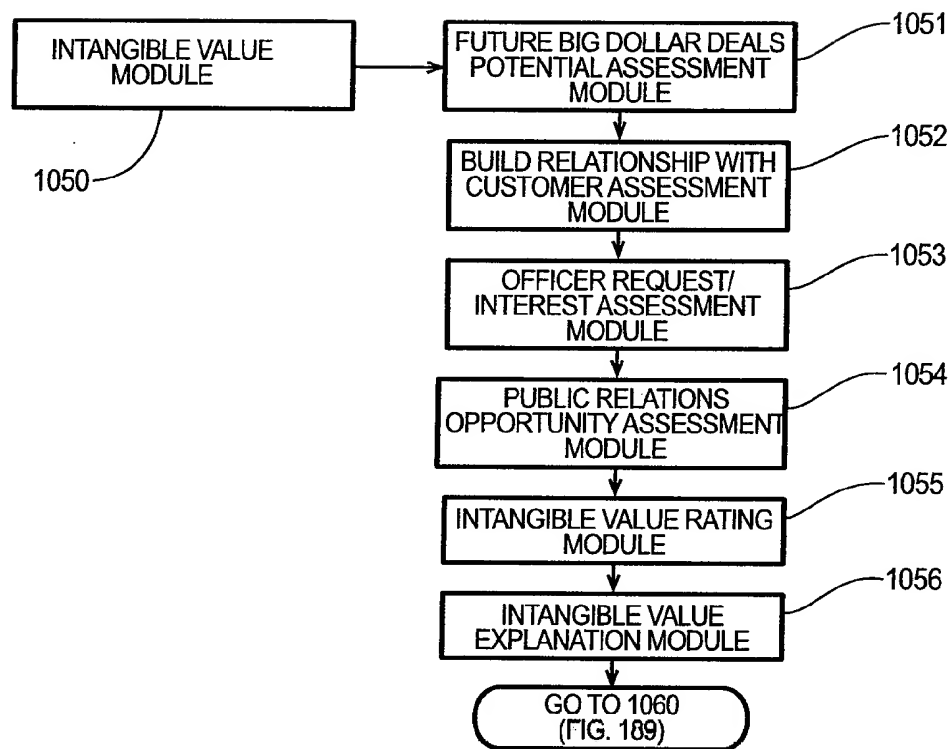 INTANGIBLE VALUE
MODULE
1050
FUTURE BIG DOLLAR DEALS
POTENTIAL ASSESSMENT
MODULE
1051
BUILD RELATIONSHIP WITH
CUSTOMER ASSESSMENT
MODULE
1052
OFFICER REQUEST/
INTEREST ASSESSMENT
MODULE
1053
PUBLIC RELATIONS
OPPORTUNITY ASSESSMENT
MODULE
1054
INTANGIBLE VALUE RATING
MODULE
1055
INTANGIBLE VALUE
EXPLANATION MODULE
1056
GO TO 1060
(FIG. 189)